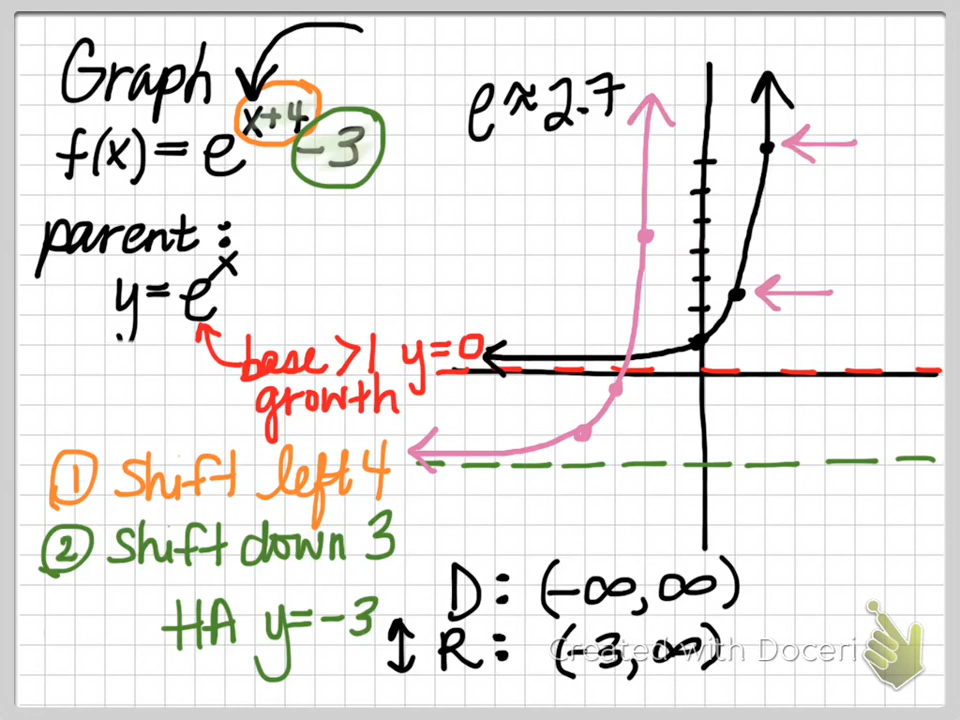 Graph
f(x) = e^(x+4) -3
e ≈ 2.7
parent :
y = e^x
base > 1
growth
y = 0
① Shift left 4
② Shift down 3
HA y = -3
D: (-∞, ∞)
↕ R: (-3, ∞)
Created with Doceri